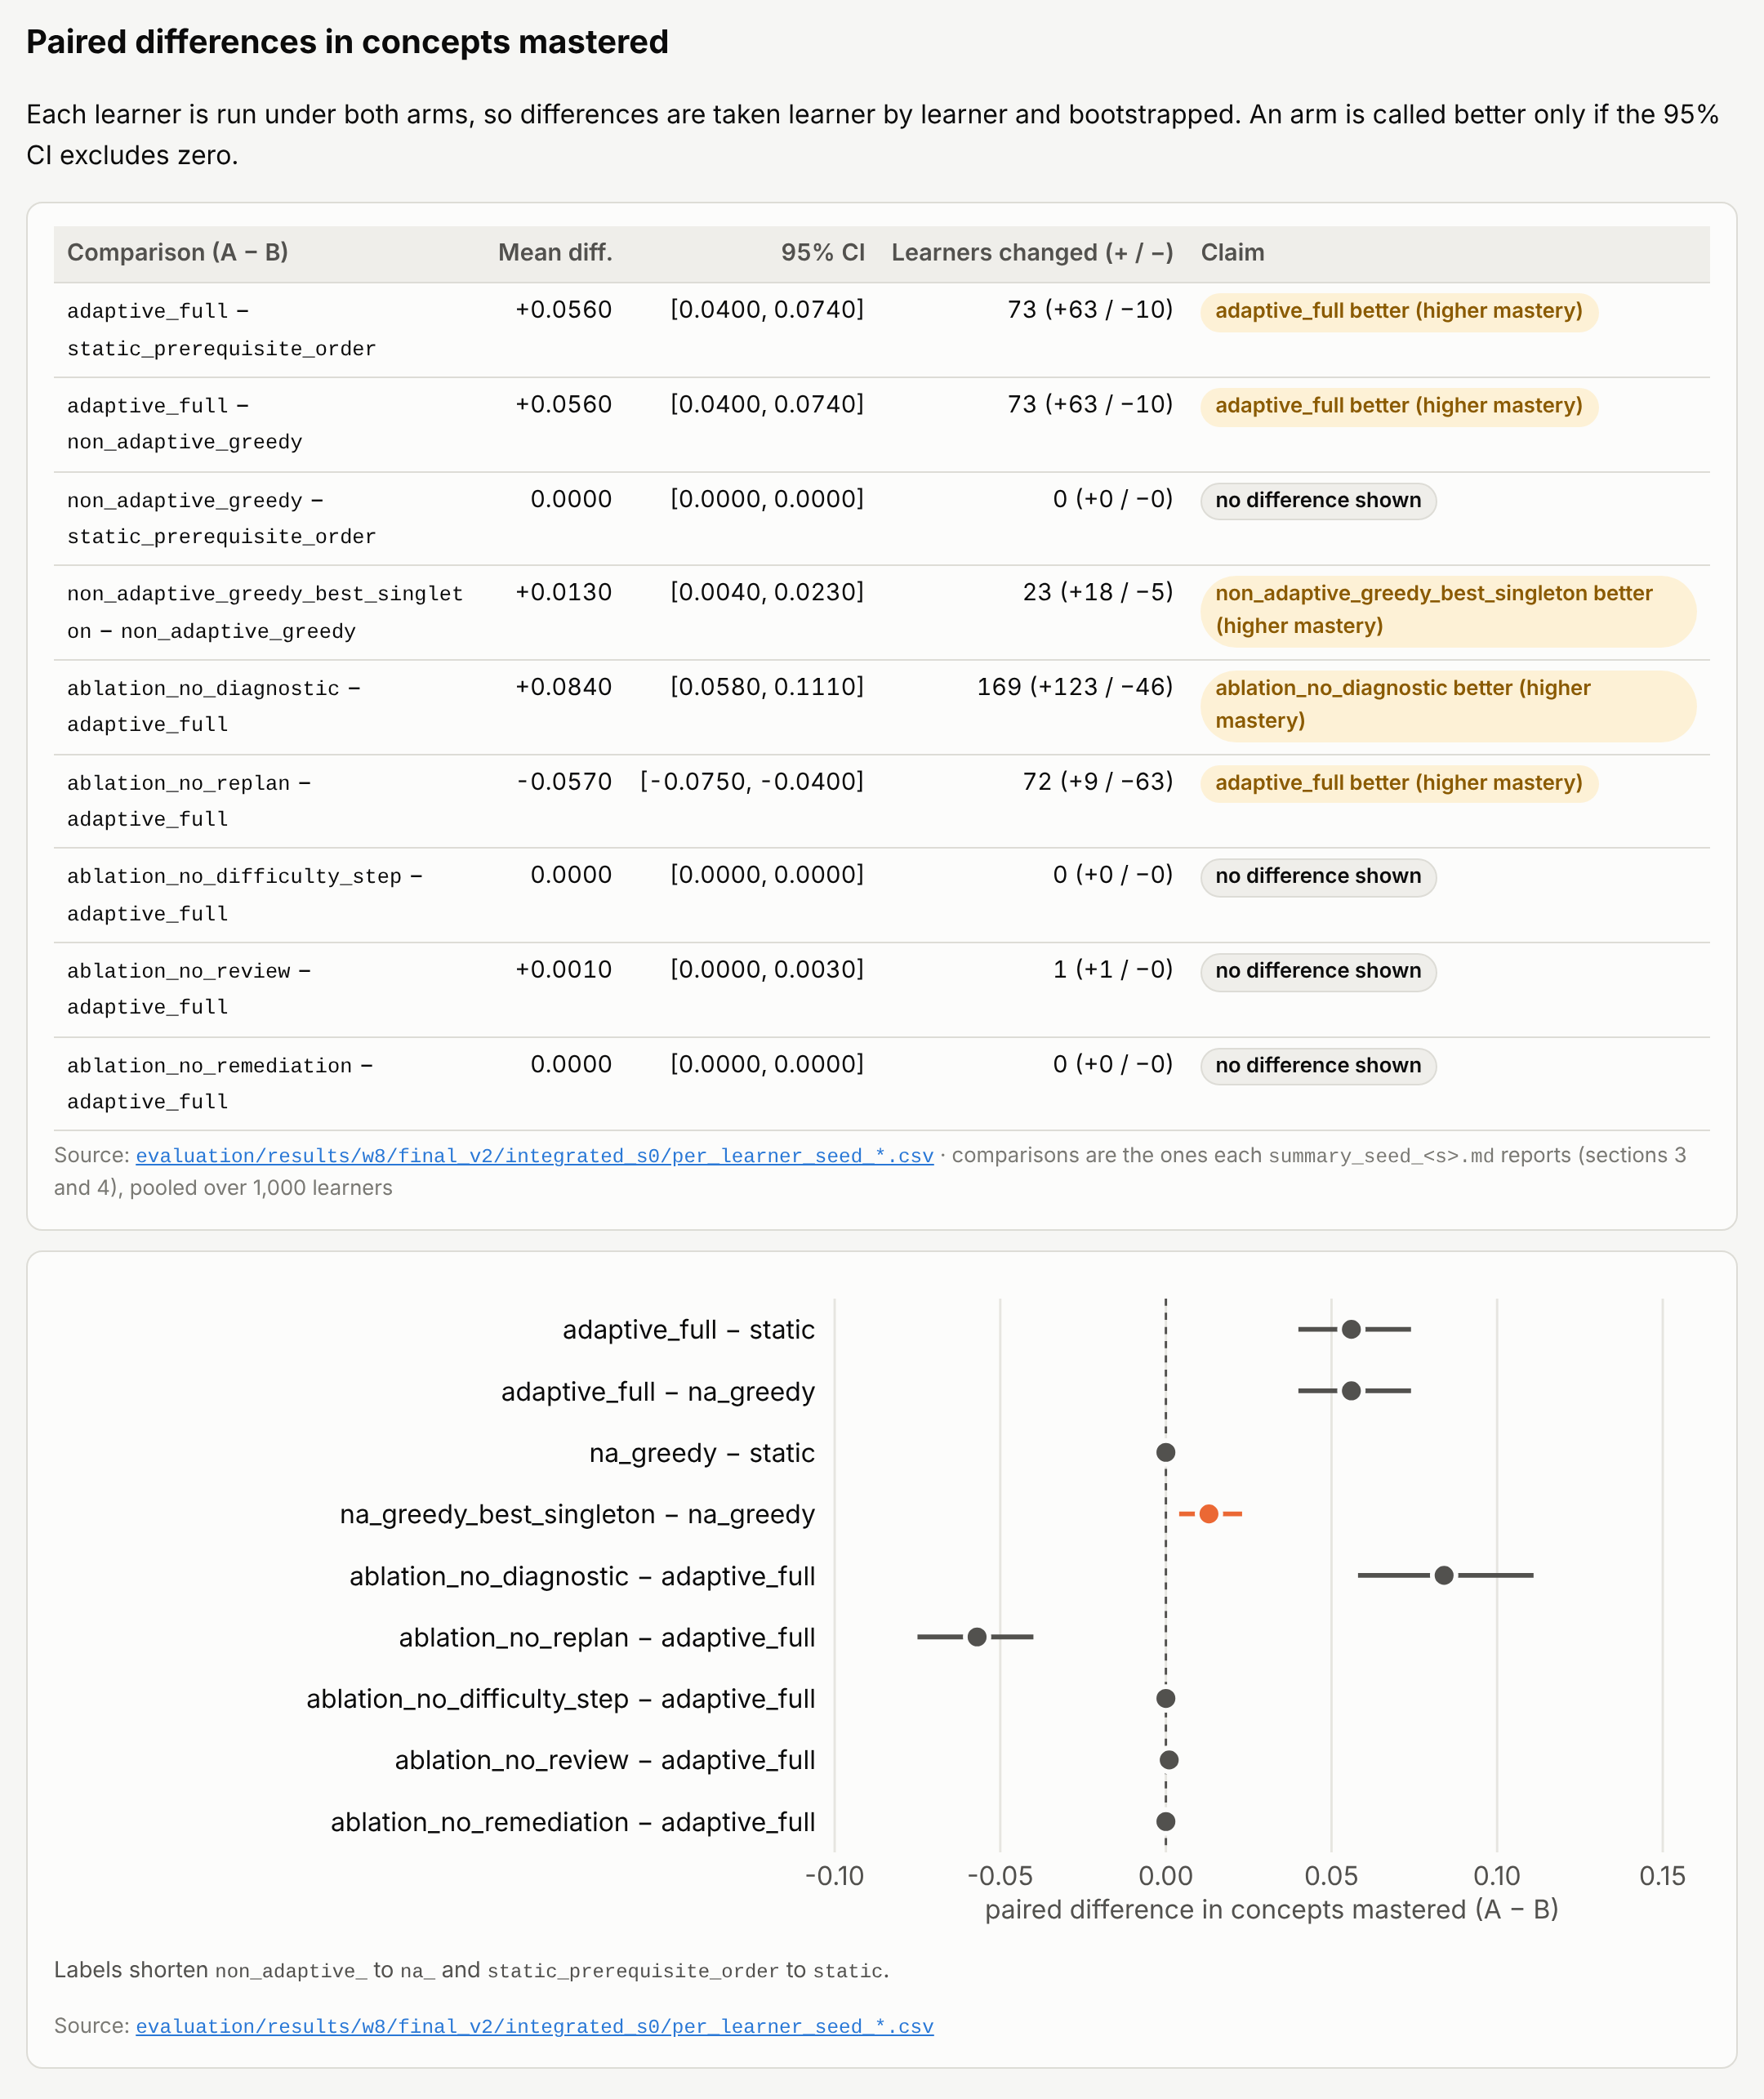 Paired differences in concepts mastered
Each learner is run under both arms, so differences are taken learner by learner and bootstrapped. An arm is called better only if the 95%
CI excludes zero.
Comparison (A − B) Mean diff. 95% CI Learners changed (+ / −) Claim
adaptive_full − +0.0560 [0.0400, 0.0740] 73 (+63 / −10) adaptive_full better (higher mastery)
static_prerequisite_order
adaptive_full − +0.0560 [0.0400, 0.0740] 73 (+63 / −10) adaptive_full better (higher mastery)
non_adaptive_greedy
non_adaptive_greedy − 0.0000 [0.0000, 0.0000] 0 (+0 / −0) no difference shown
static_prerequisite_order
non_adaptive_greedy_best_singlet +0.0130 [0.0040, 0.0230] 23 (+18 / −5) non_adaptive_greedy_best_singleton better
on − non_adaptive_greedy (higher mastery)
ablation_no_diagnostic − +0.0840 [0.0580, 0.1110] 169 (+123 / −46) ablation_no_diagnostic better (higher
adaptive_full mastery)
ablation_no_replan − -0.0570 [-0.0750, -0.0400] 72 (+9 / −63) adaptive_full better (higher mastery)
adaptive_full
ablation_no_difficulty_step − 0.0000 [0.0000, 0.0000] 0 (+0 / −0) no difference shown
adaptive_full
ablation_no_review − +0.0010 [0.0000, 0.0030] 1 (+1 / −0) no difference shown
adaptive_full
ablation_no_remediation − 0.0000 [0.0000, 0.0000] 0 (+0 / −0) no difference shown
adaptive_full
Source: evaluation/results/w8/final_v2/integrated_s0/per_learner_seed_*.csv · comparisons are the ones each summary_seed_<s>.md reports (sections 3
and 4), pooled over 1,000 learners
adaptive_full − static
adaptive_full − na_greedy
na_greedy − static
na_greedy_best_singleton − na_greedy
ablation_no_diagnostic − adaptive_full
ablation_no_replan − adaptive_full
ablation_no_difficulty_step − adaptive_full
ablation_no_review − adaptive_full
ablation_no_remediation − adaptive_full
-0.10 -0.05 0.00 0.05 0.10 0.15
paired difference in concepts mastered (A − B)
Labels shorten non_adaptive_ to na_ and static_prerequisite_order to static.
Source: evaluation/results/w8/final_v2/integrated_s0/per_learner_seed_*.csv